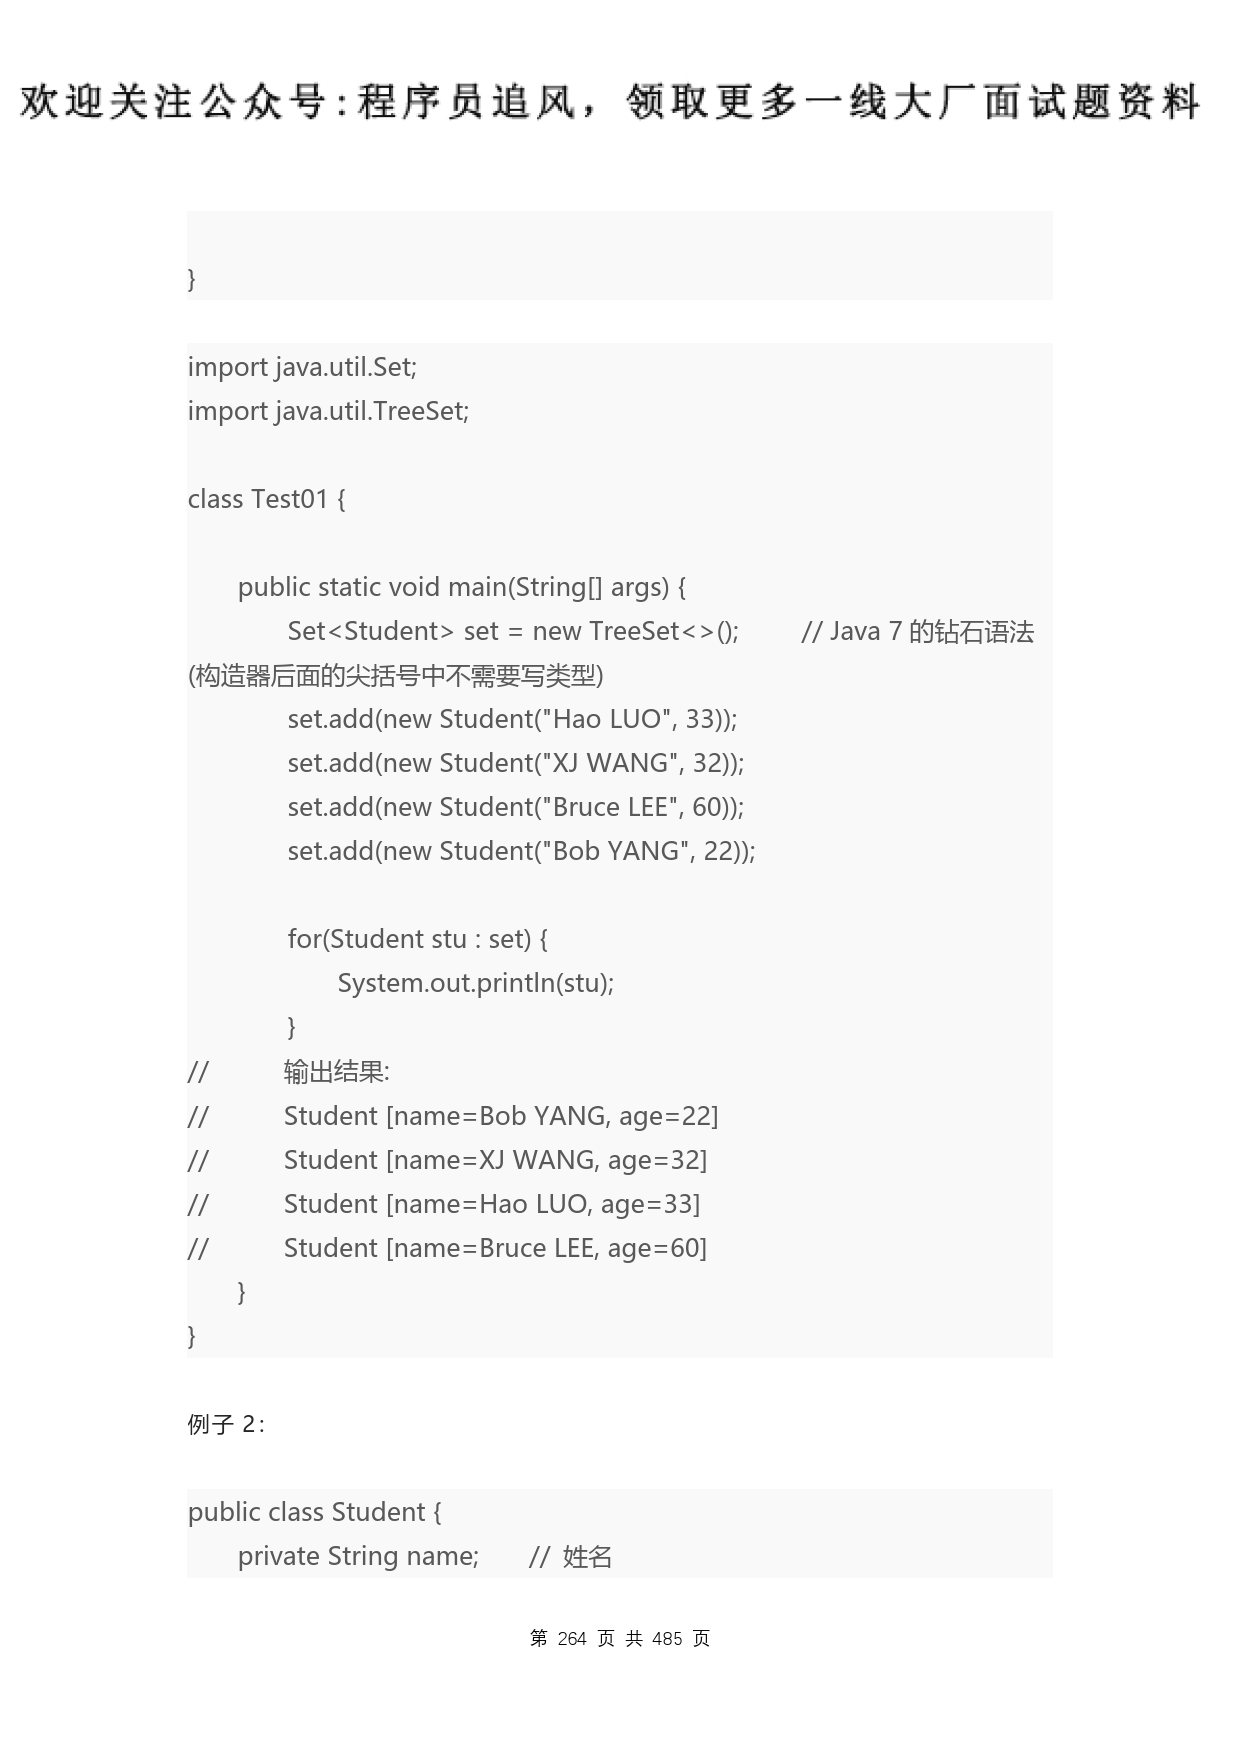 欢迎关注公众号:程序员追风，领取更多一线大厂面试题资料
}
import java.util.Set;
import java.util.TreeSet;
class Test01 {
public static void main(String[] args) {
Set<Student> set = new TreeSet<>(); // Java 7 的钻石语法
(构造器后面的尖括号中不需要写类型)
set.add(new Student("Hao LUO", 33));
set.add(new Student("XJ WANG", 32));
set.add(new Student("Bruce LEE", 60));
set.add(new Student("Bob YANG", 22));
for(Student stu : set) {
System.out.println(stu);
}
// 输出结果:
// Student [name=Bob YANG, age=22]
// Student [name=XJ WANG, age=32]
// Student [name=Hao LUO, age=33]
// Student [name=Bruce LEE, age=60]
}
}
例子 2：
public class Student {
private String name; // 姓名
第 264 页 共 485 页